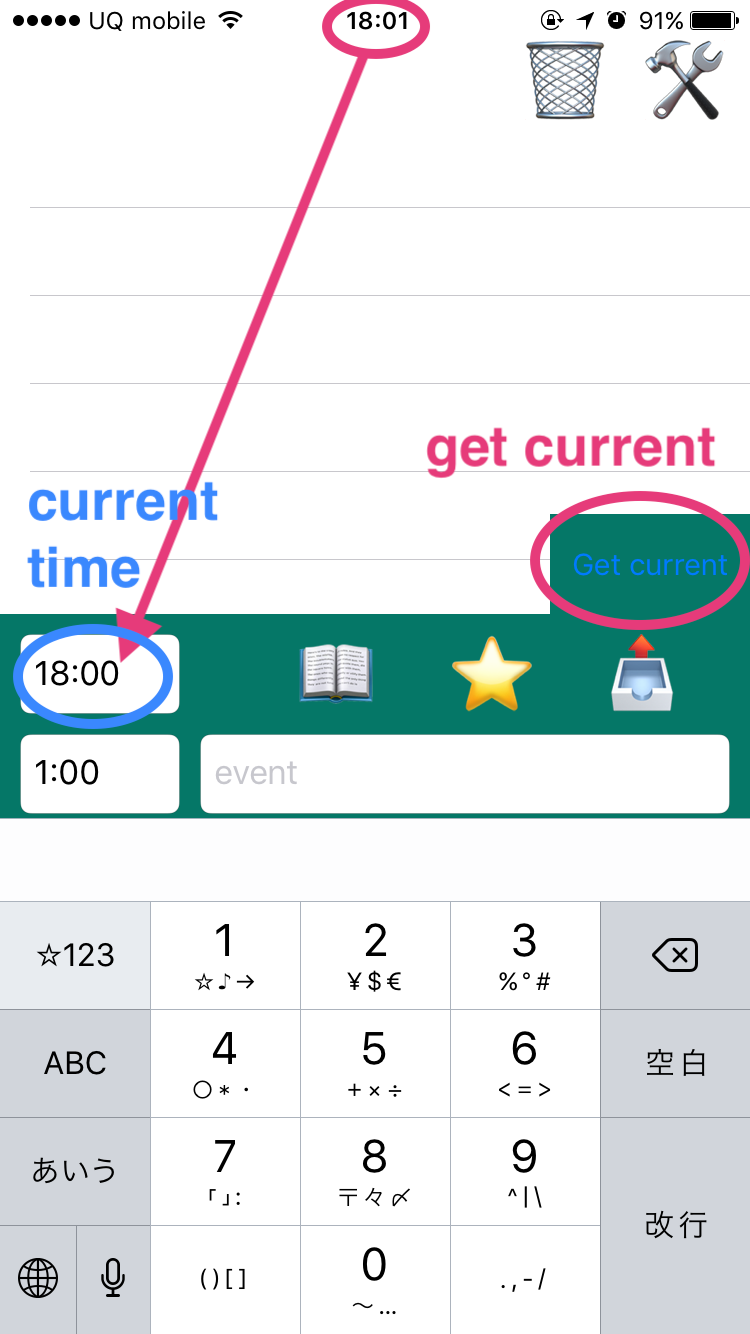 UQ mobile 18:01 91%
get current
current
time
Get current
18:00
1:00 event
☆123 1 2 3
☆♪→ ¥$€ %°#
ABC 4 5 6 空白
○*・ +×÷ <=>
あいう 7 8 9
「」: 〒々〆 ^|\
改行
()[] 0 .,-/
〜…